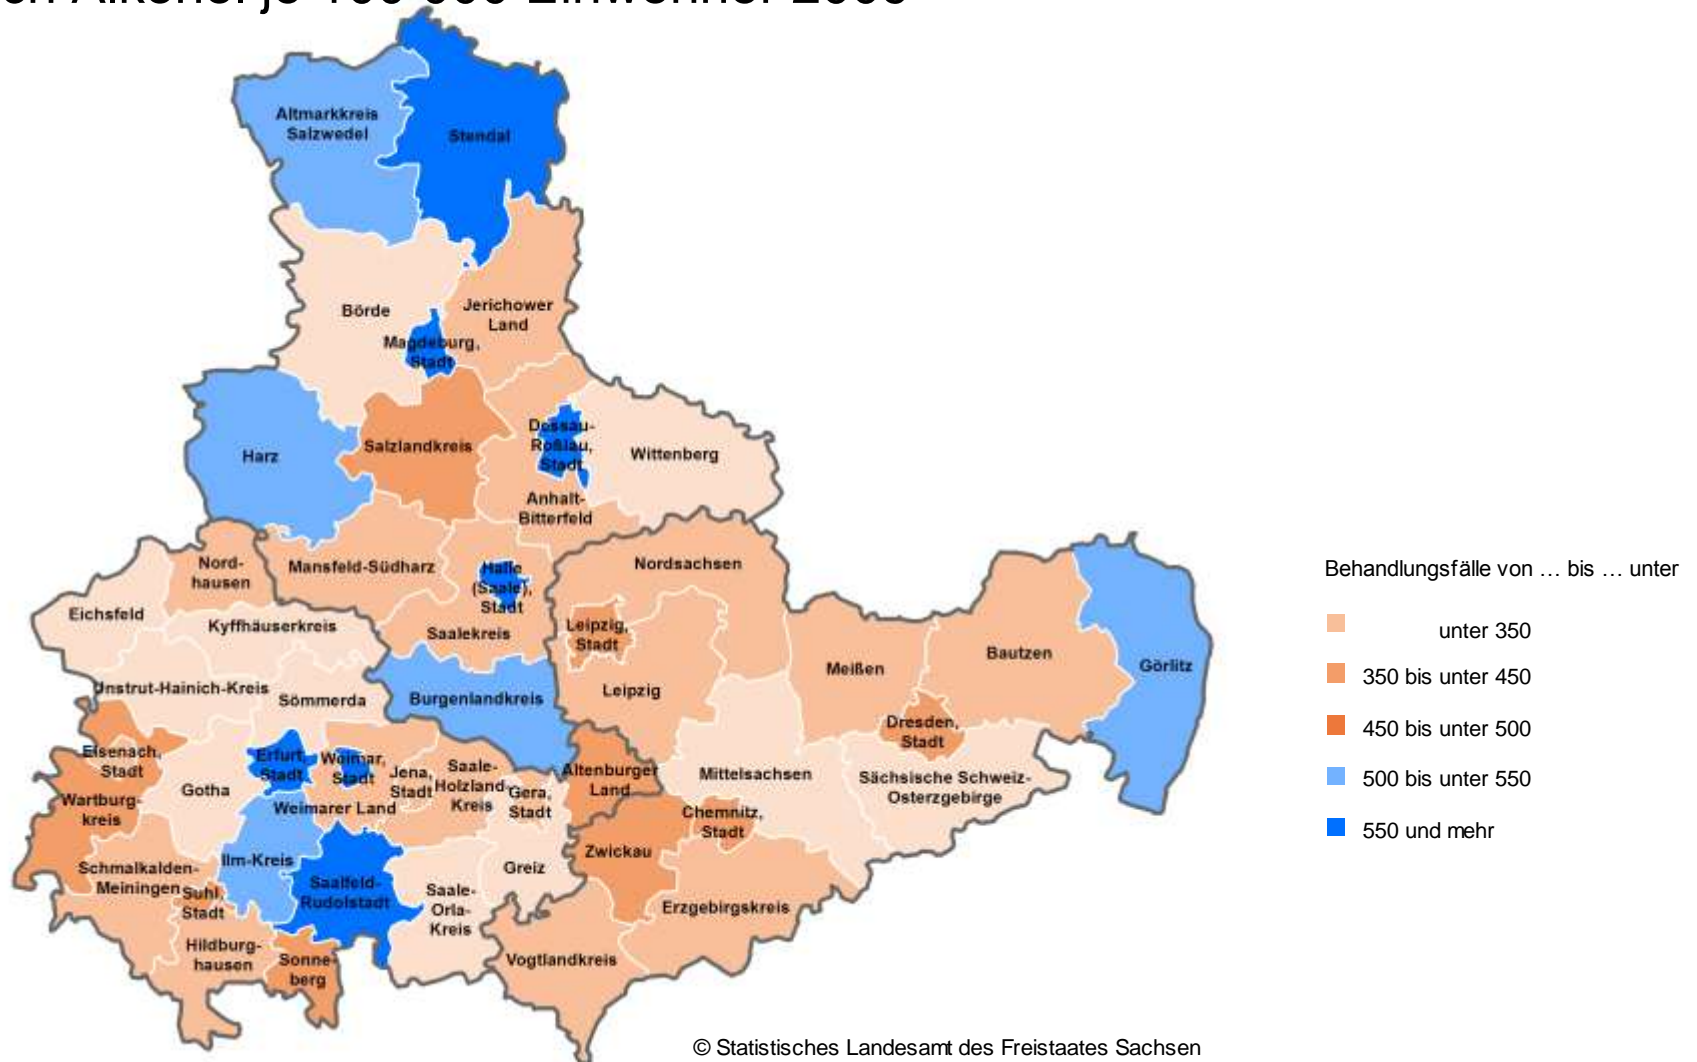 je 100 000 Einwohner 2008
Altmarkkreis
Salzwedel
Stendal
Börde
Jerichower
Land
Magdeburg,
Stadt
Harz
Salzlandkreis
Dessau-
Roßlau,
Stadt
Wittenberg
Anhalt-
Bitterfeld
Nord-
hausen
Mansfeld-Südharz
Halle
(Saale),
Stadt
Nordsachsen
Eichsfeld
Kyffhäuserkreis
Saalekreis
Leipzig,
Stadt
Meißen
Bautzen
Görlitz
Unstrut-Hainich-Kreis
Sömmerda
Burgenlandkreis
Leipzig
Dresden,
Stadt
Eisenach,
Stadt
Erfurt,
Stadt
Weimar,
Stadt
Jena,
Stadt
Saale-
Holzland-
Kreis
Gera,
Stadt
Altenburger
Land
Mittelsachsen
Sächsische Schweiz-
Osterzgebirge
Gotha
Wartburg-
kreis
Weimarer Land
Chemnitz,
Stadt
Zwickau
Schmalkalden-
Meiningen
Ilm-Kreis
Suhl,
Stadt
Saalfeld-
Rudolstadt
Greiz
Saale-
Orla-
Kreis
Erzgebirgskreis
Hildburg-
hausen
Sonne-
berg
Vogtlandkreis
Behandlungsfälle von … bis … unter
unter 350
350 bis unter 450
450 bis unter 500
500 bis unter 550
550 und mehr
© Statistisches Landesamt des Freistaates Sachsen